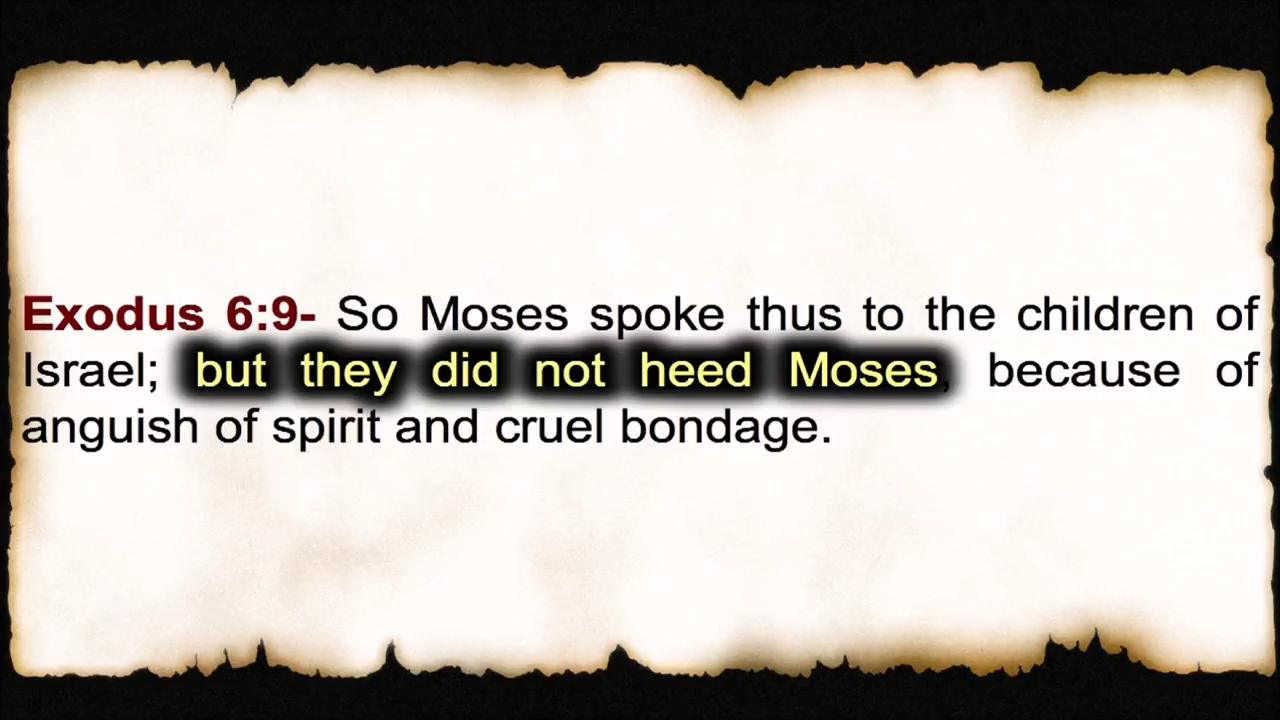 Exodus 6:9- So Moses spoke thus to the children of
Israel; but they did not heed Moses, because of
anguish of spirit and cruel bondage.